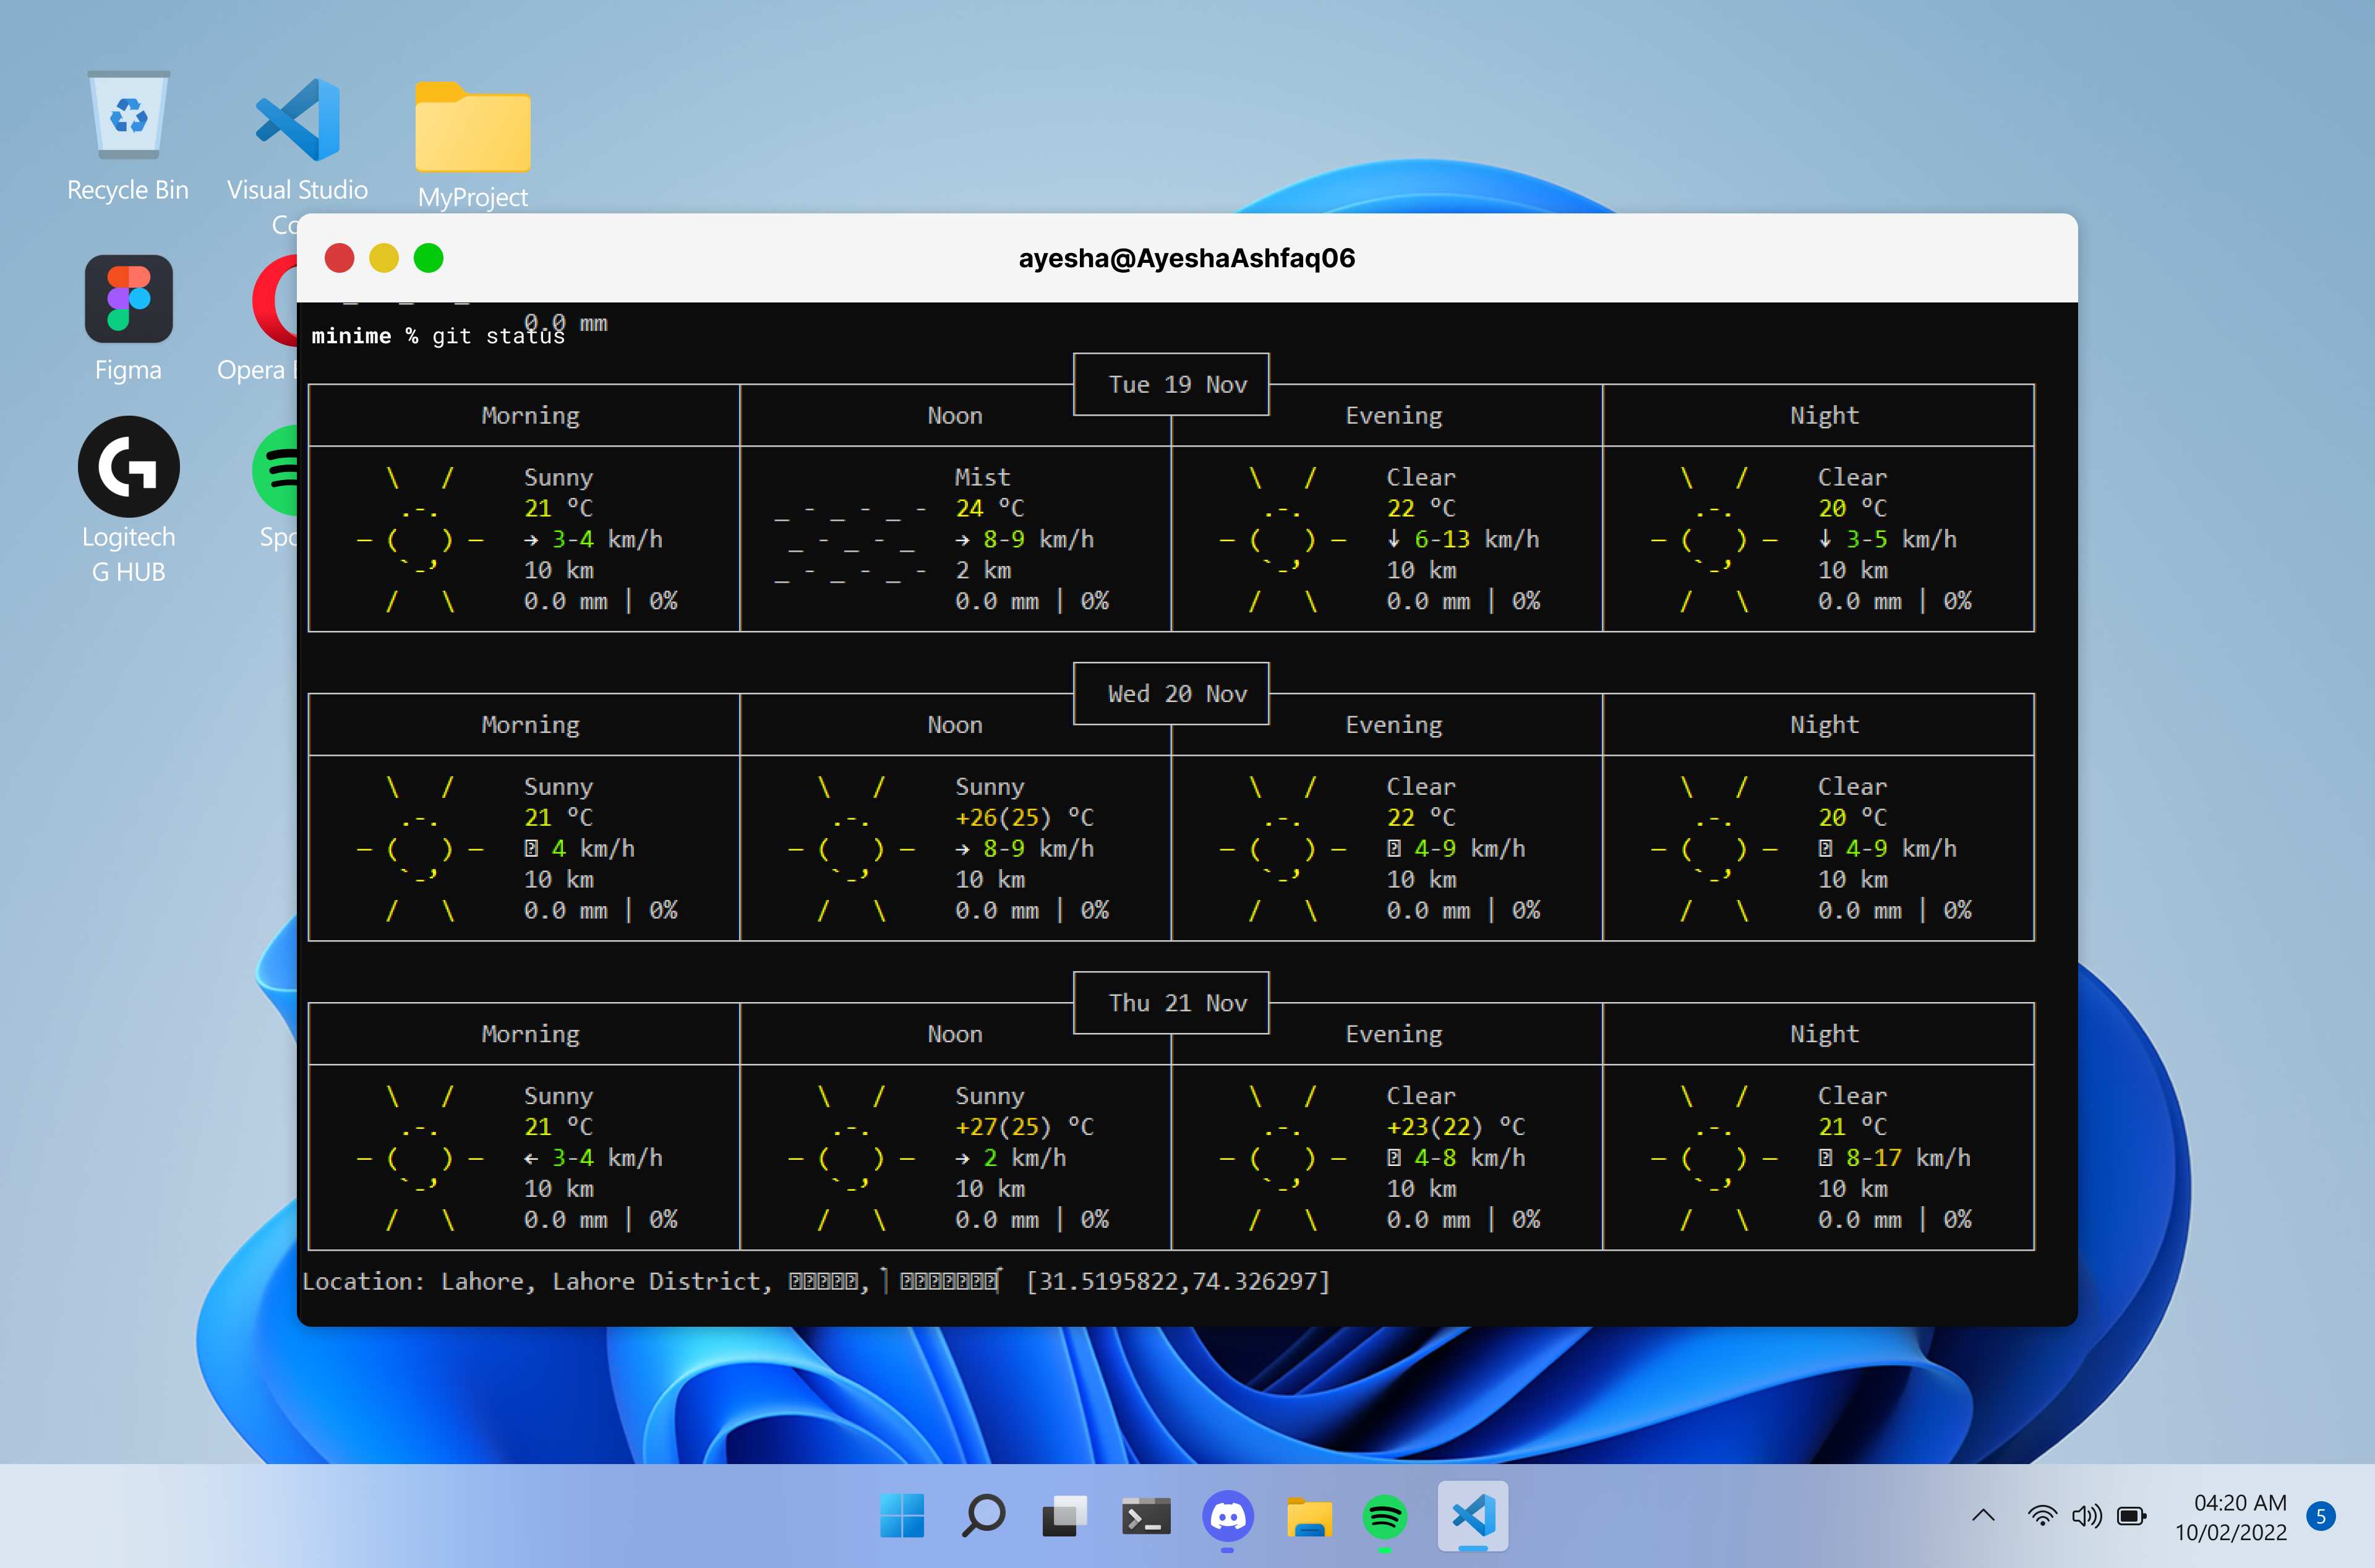 Recycle Bin
Visual Studio
MyProject
Figma
Opera
Logitech
G HUB
ayesha@AyeshaAshfaq06
0.0 mm
minime % git status
Tue 19 Nov
Morning Noon Evening Night
Sunny Mist Clear Clear
21 °C 24 °C 22 °C 20 °C
→ 3-4 km/h → 8-9 km/h ↓ 6-13 km/h ↓ 3-5 km/h
10 km 2 km 10 km 10 km
0.0 mm | 0% 0.0 mm | 0% 0.0 mm | 0% 0.0 mm | 0%
Wed 20 Nov
Morning Noon Evening Night
Sunny Sunny Clear Clear
21 °C +26(25) °C 22 °C 20 °C
4 km/h → 8-9 km/h 4-9 km/h 4-9 km/h
10 km 10 km 10 km 10 km
0.0 mm | 0% 0.0 mm | 0% 0.0 mm | 0% 0.0 mm | 0%
Thu 21 Nov
Morning Noon Evening Night
Sunny Sunny Clear Clear
21 °C +27(25) °C +23(22) °C 21 °C
← 3-4 km/h → 2 km/h 4-8 km/h 8-17 km/h
10 km 10 km 10 km 10 km
0.0 mm | 0% 0.0 mm | 0% 0.0 mm | 0% 0.0 mm | 0%
Location: Lahore, Lahore District, [31.5195822,74.326297]
04:20 AM
10/02/2022
5